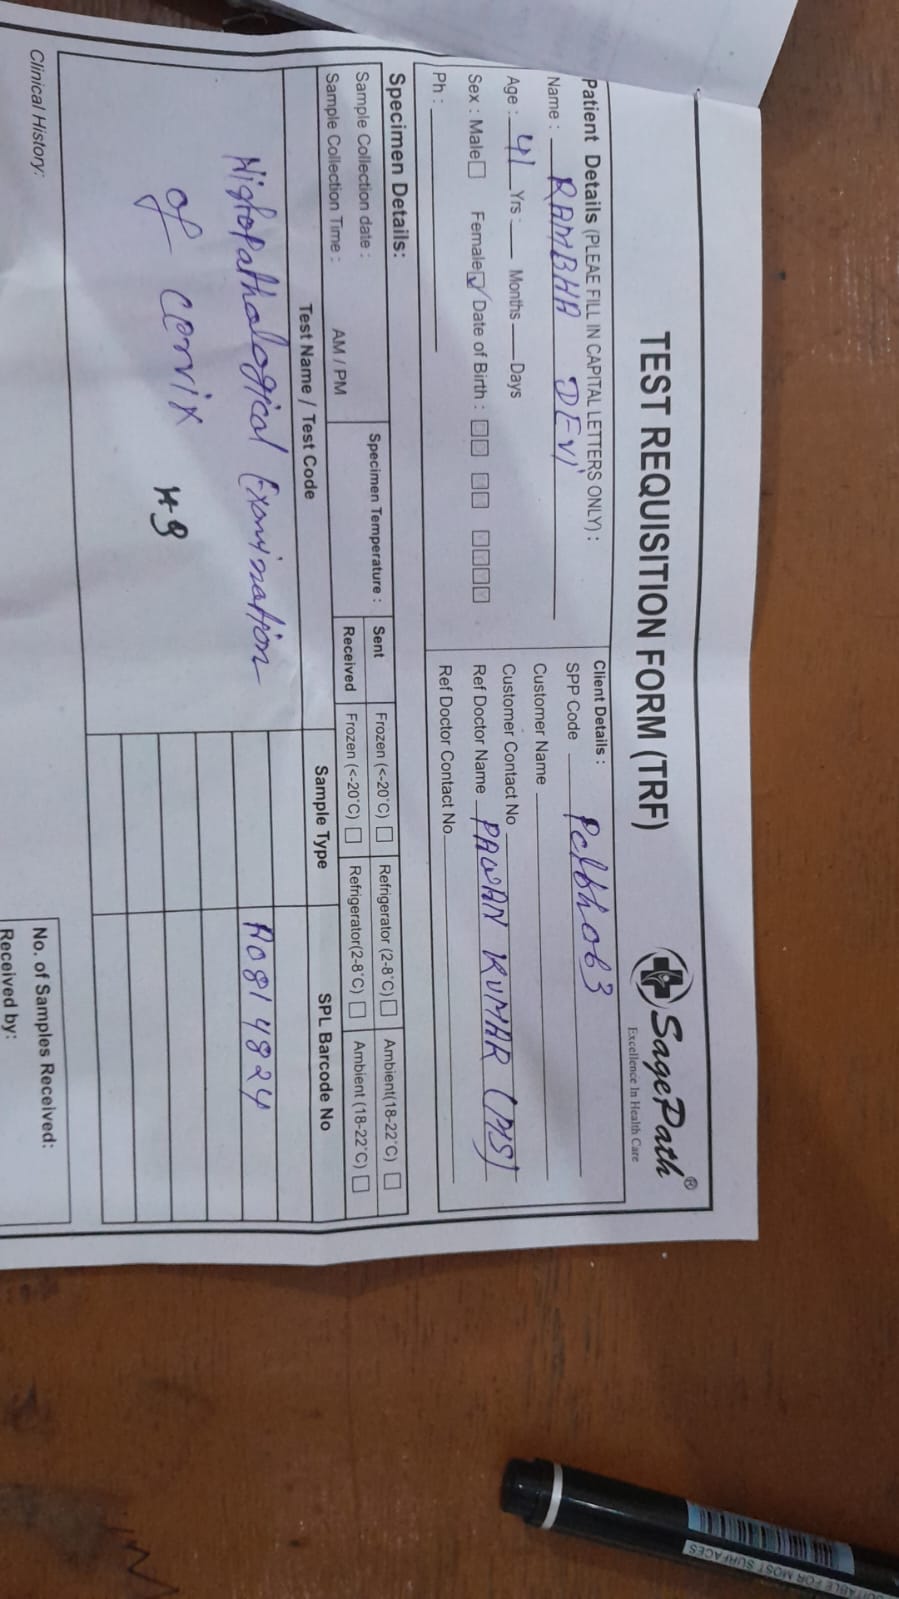 TEST REQUISITION FORM (TRF)
SagePath®
Excellence In Health Care
Patient Details (PLEAE FILL IN CAPITAL LETTERS ONLY) :
Name : RAMBHA DEVI
Age : 41 Yrs : Months Days
Sex : Male Female Date of Birth :
Ph :
Client Details :
SPP Code
Customer Name
Customer Contact No
Ref Doctor Name PAWAN KUMAR (MS)
Ref Doctor Contact No
Specimen Details:
Sample Collection date :
Sample Collection Time : AM / PM
Specimen Temperature :
Sent Frozen (<-20°C) Refrigerator (2-8°C) Ambient(18-22°C)
Received Frozen (<-20°C) Refrigerator(2-8°C) Ambient (18-22°C)
Test Name / Test Code Sample Type SPL Barcode No
Histopathological Examination A0814824
of cervix
Clinical History:
No. of Samples Received:
Received by:
SUITABLE FOR MOST SURFACES